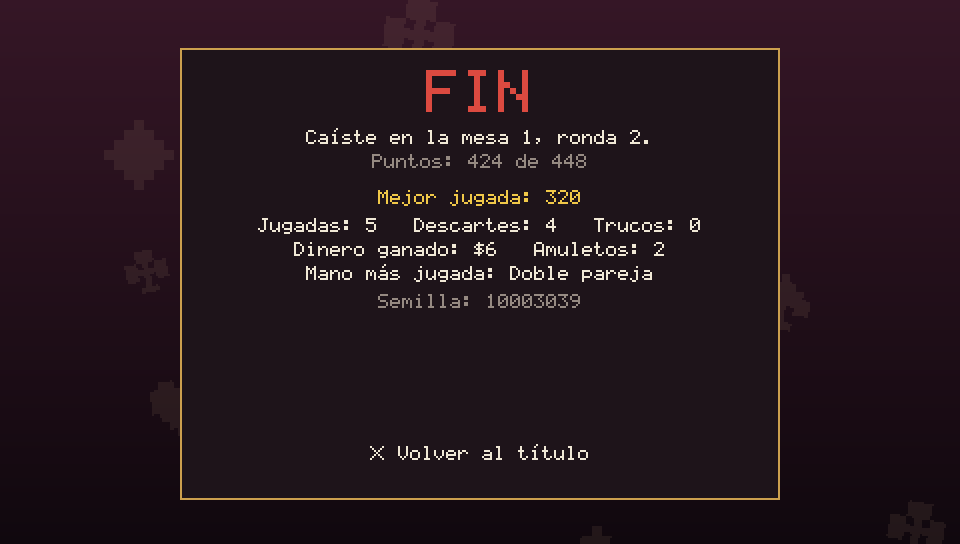 FIN
Caíste en la mesa 1, ronda 2.
Puntos: 424 de 448
Mejor jugada: 320
Jugadas: 5 Descartes: 4 Trucos: 0
Dinero ganado: $6 Amuletos: 2
Mano más jugada: Doble pareja
Semilla: 10003039
X Volver al título